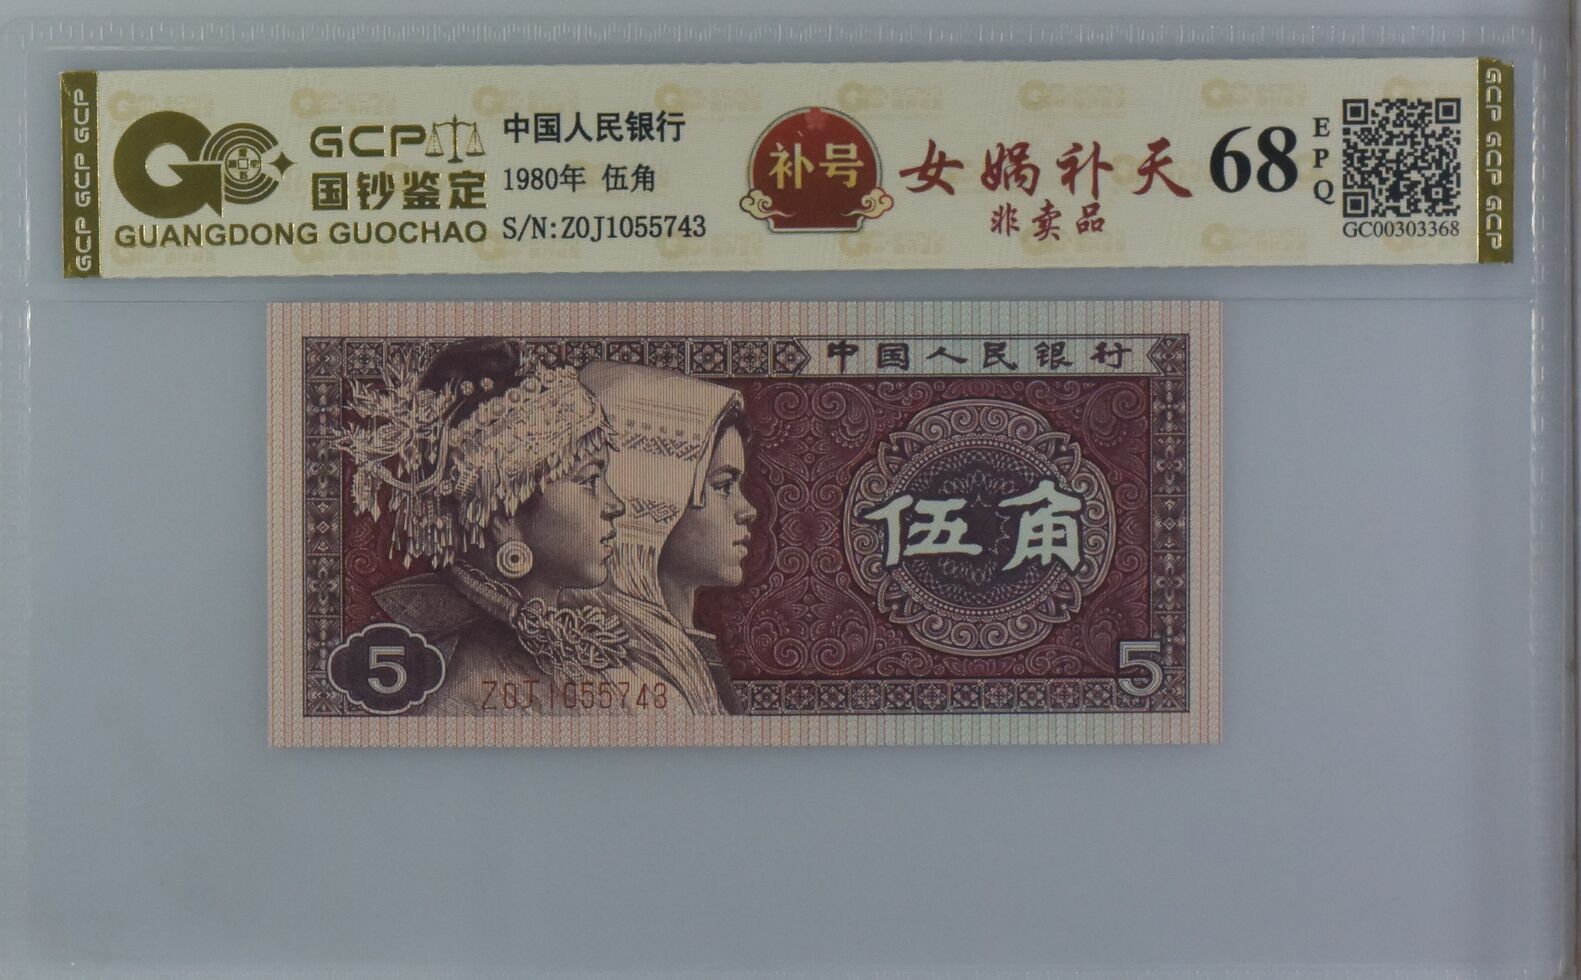 GCP GCP GCP
GC
GCP
国钞鉴定
GUANGDONG GUOCHAO
中国人民银行
1980年 伍角
S/N:Z0J1055743
补号
女娲补天
非卖品
68
EPQ
GC00303368
GCP GCP GCP
中国人民银行
伍角
5
5
Z0J1055743